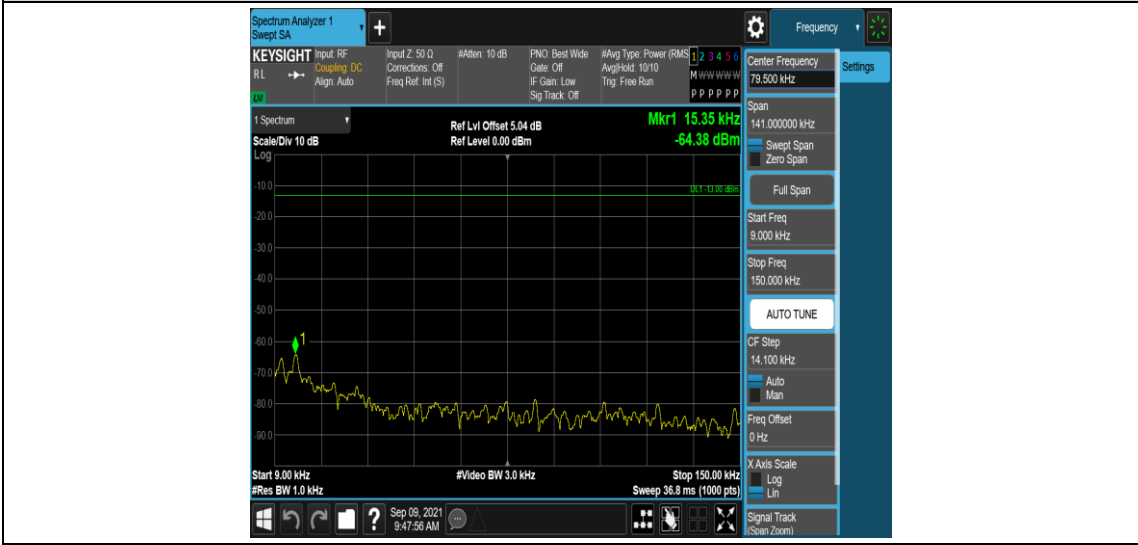 Spectrum Analyzer 1
Swept SA
+
Frequency
KEYSIGHT
RL
LNI
Input: RF
Coupling: DC
Align: Auto
Input Z: 50 Ω
Corrections: Off
Freq Ref: Int (S)
#Atten: 10 dB
PNO: Best Wide
Gate: Off
IF Gain: Low
Sig Track: Off
#Avg Type: Power (RMS
Avg|Hold: 10/10
Trig: Free Run
1 2 3 4 5 6
M W W W W W
P P P P P P
1 Spectrum
Scale/Div 10 dB
Ref Lvl Offset 5.04 dB
Ref Level 0.00 dBm
Mkr1 15.35 kHz
-64.38 dBm
Log
DL1 -13.00 dBm
-10.0
-20.0
-30.0
-40.0
-50.0
-60.0
1
-70.0
-80.0
-90.0
Start 9.00 kHz
#Video BW 3.0 kHz
Stop 150.00 kHz
#Res BW 1.0 kHz
Sweep 36.8 ms (1000 pts)
Center Frequency
79.500 kHz
Settings
Span
141.000000 kHz
Swept Span
Zero Span
Full Span
Start Freq
9.000 kHz
Stop Freq
150.000 kHz
AUTO TUNE
CF Step
14.100 kHz
Auto
Man
Freq Offset
0 Hz
X Axis Scale
Log
Lin
Signal Track
(Span Zoom)
?
Sep 09, 2021
9:47:56 AM